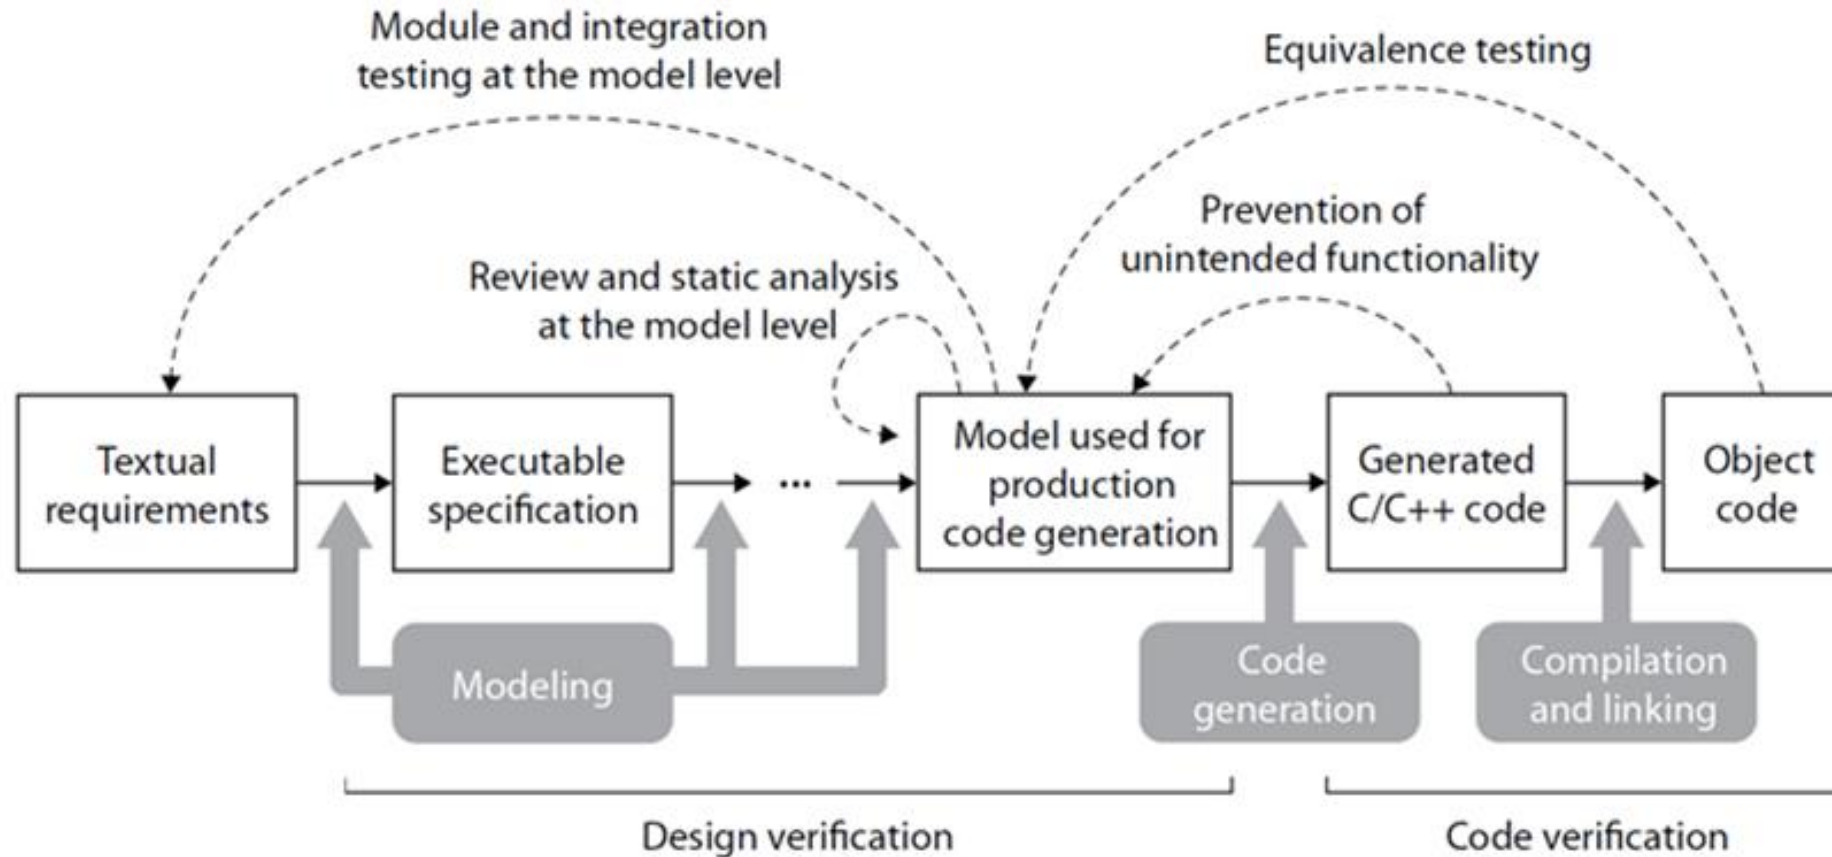 Module and integration
testing at the model level
Equivalence testing
Prevention of
unintended functionality
Review and static analysis
at the model level
Textual
requirements
Executable
specification
...
Model used for
production
code generation
Generated
C/C++ code
Object
code
Modeling
Code
generation
Compilation
and linking
Design verification
Code verification